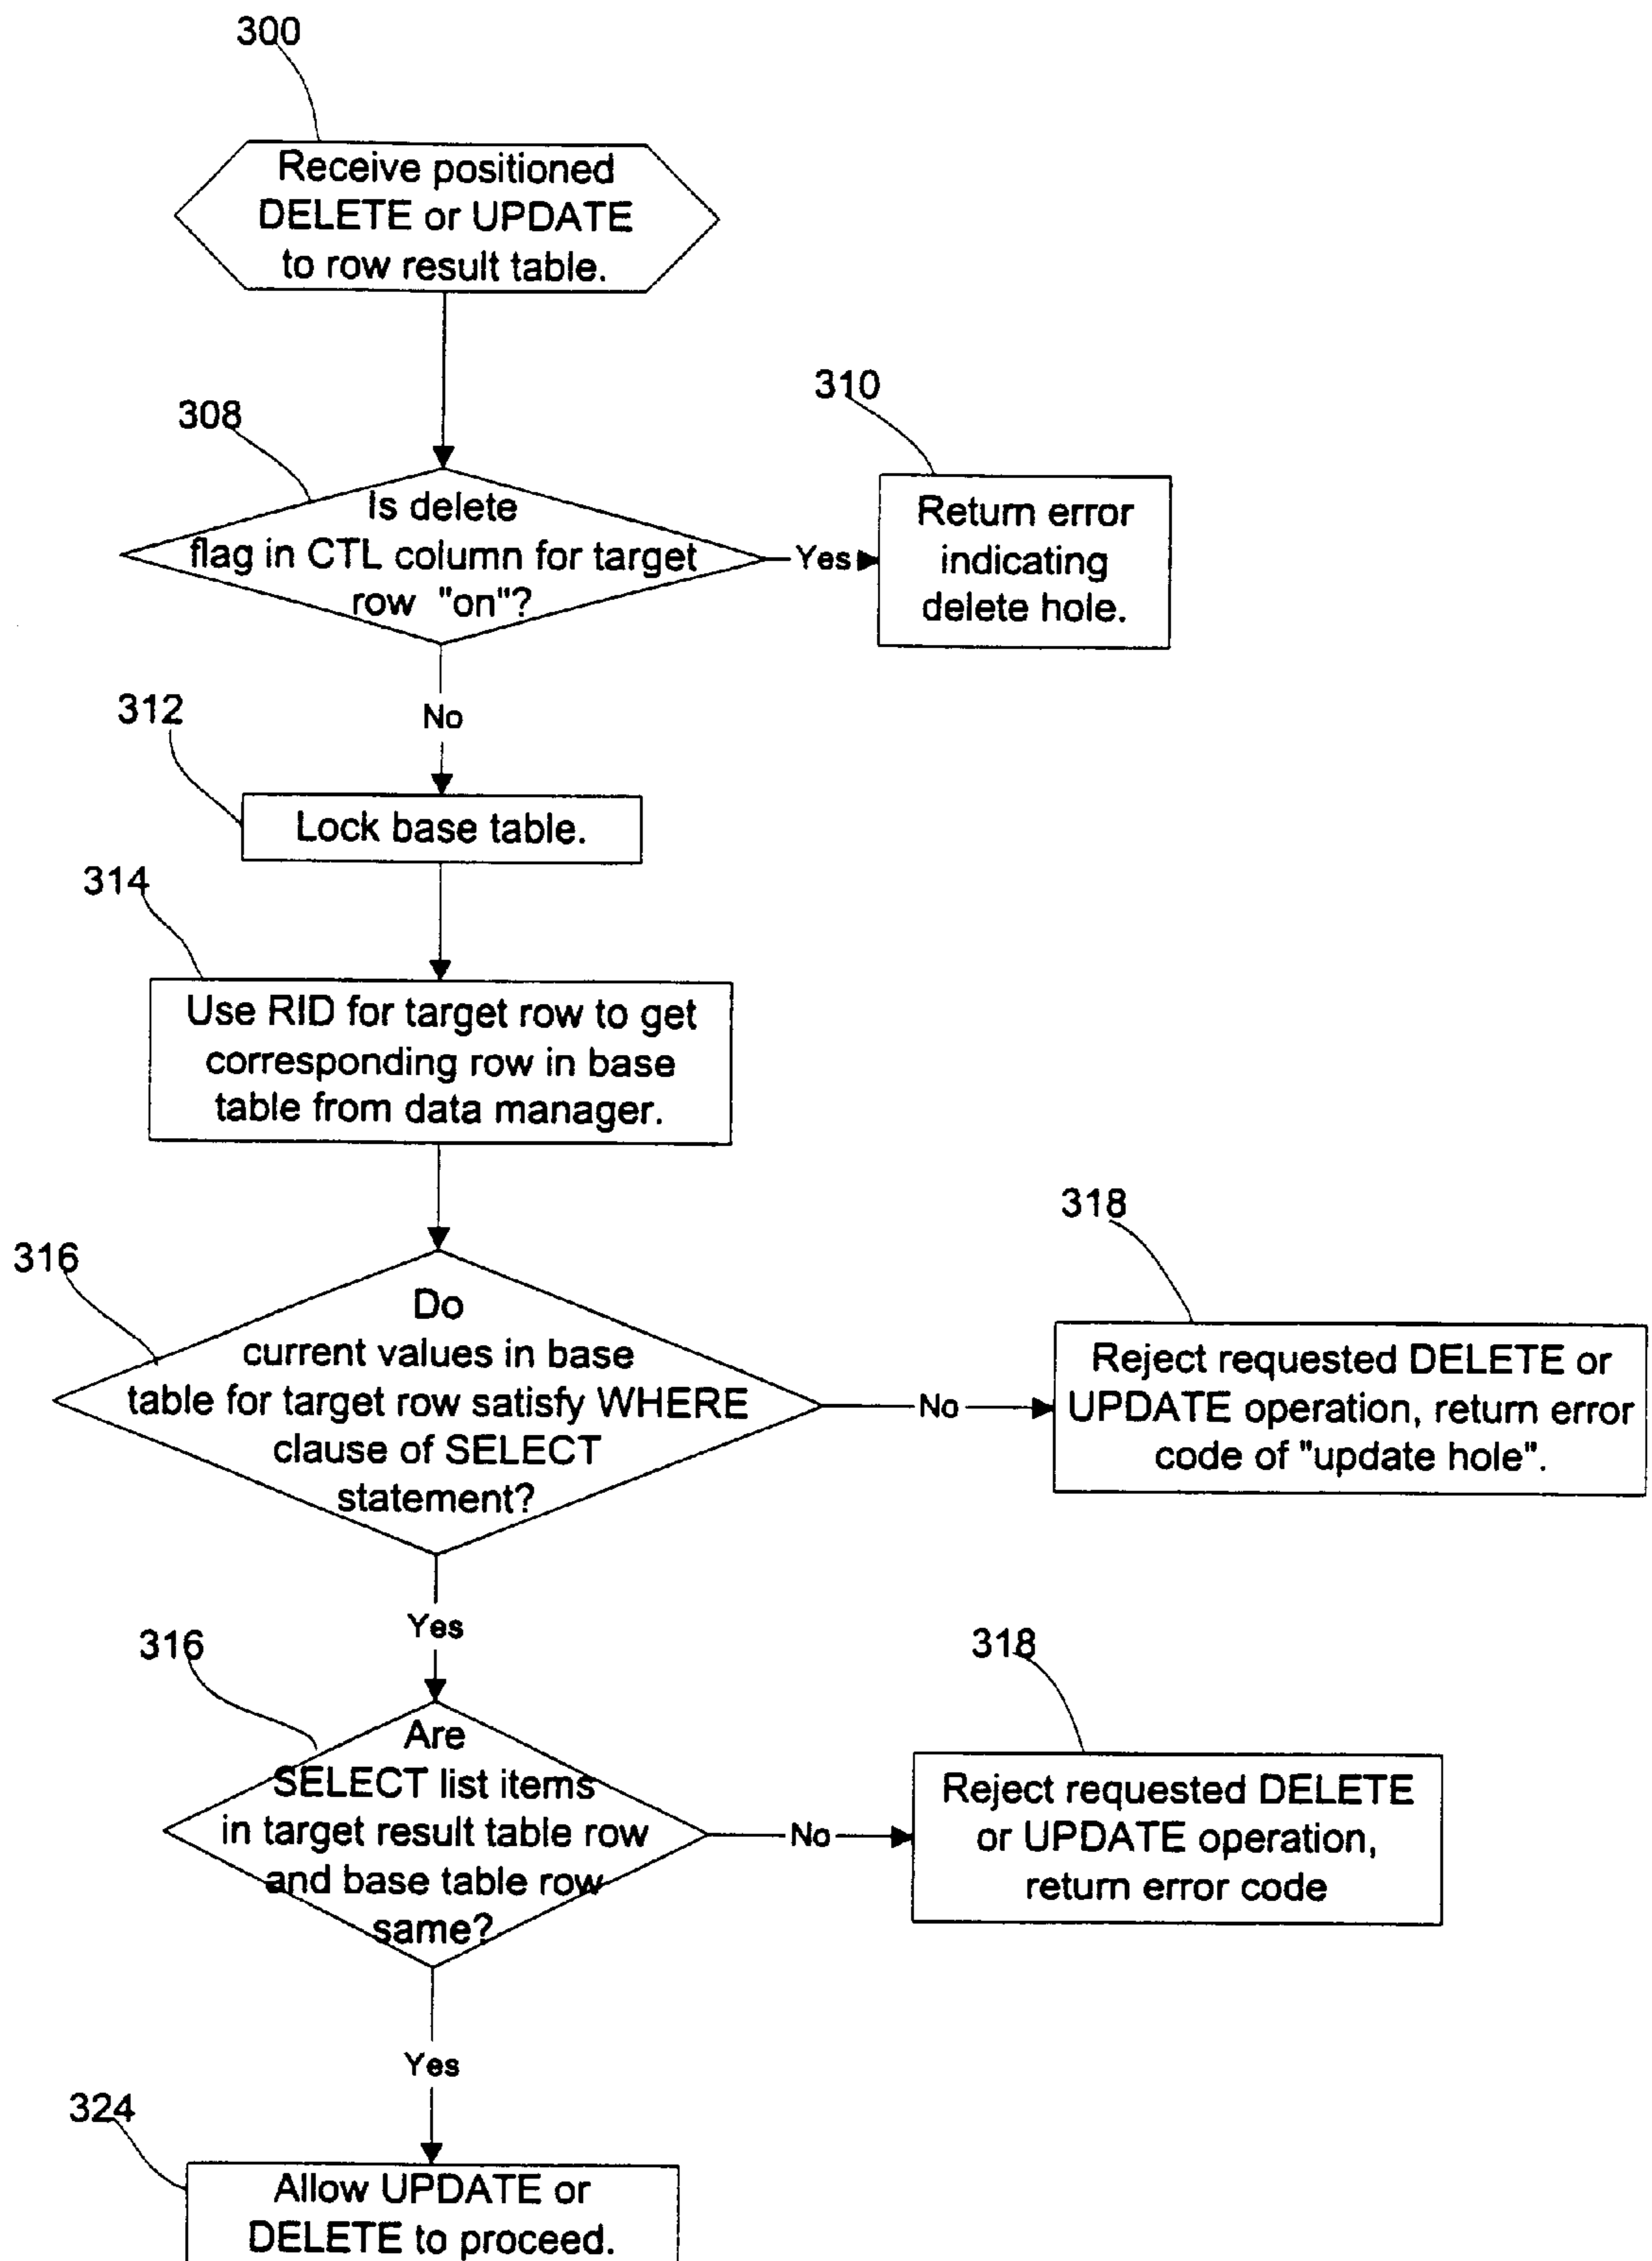 300
Receive positioned
DELETE or UPDATE
to row result table.
308
Is delete
flag in CTL column for target
row "on"?
Yes
310
Return error
indicating
delete hole.
No
312
Lock base table.
314
Use RID for target row to get
corresponding row in base
table from data manager.
316
Do
current values in base
table for target row satisfy WHERE
clause of SELECT
statement?
No
318
Reject requested DELETE or
UPDATE operation, return error
code of "update hole".
Yes
316
Are
SELECT list items
in target result table row
and base table row
same?
No
318
Reject requested DELETE
or UPDATE operation,
return error code
Yes
324
Allow UPDATE or
DELETE to proceed.